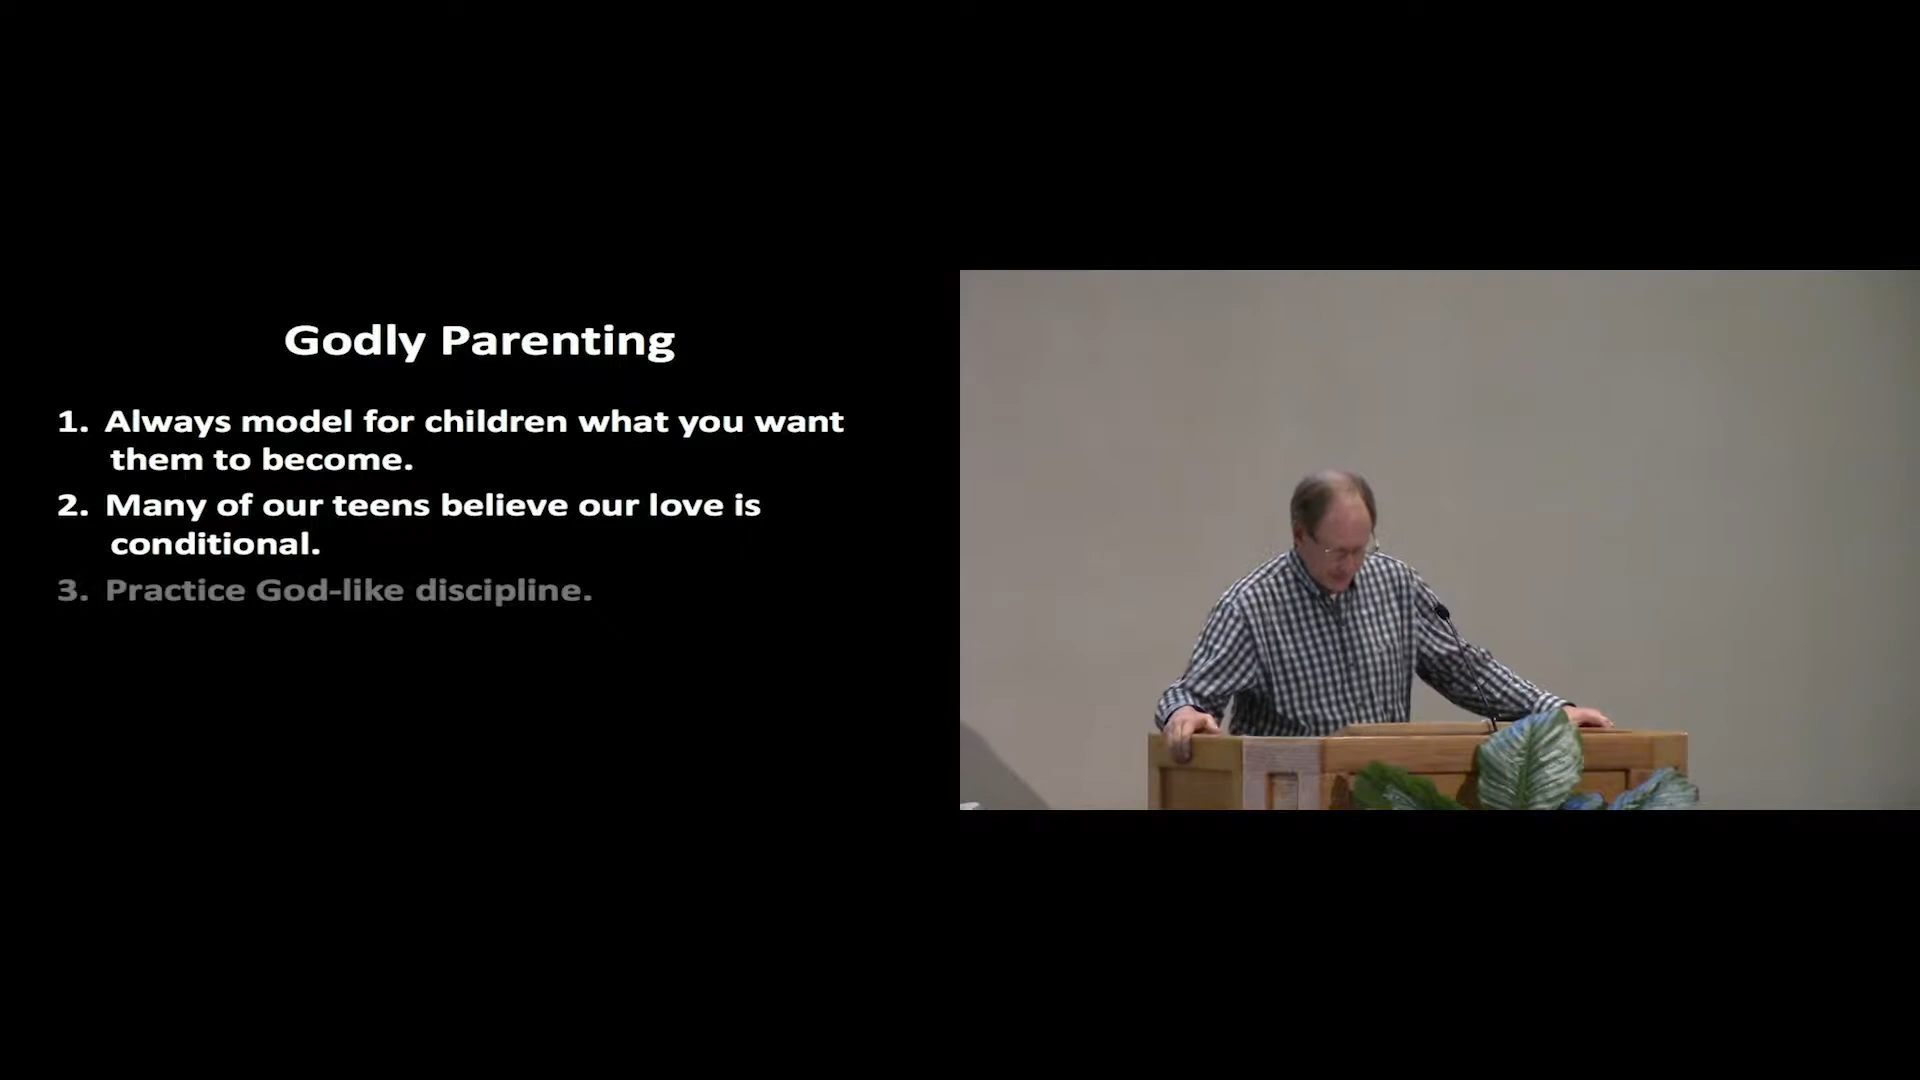 Godly Parenting
1. Always model for children what you want
them to become.
2. Many of our teens believe our love is
conditional.
3. Practice God-like discipline.